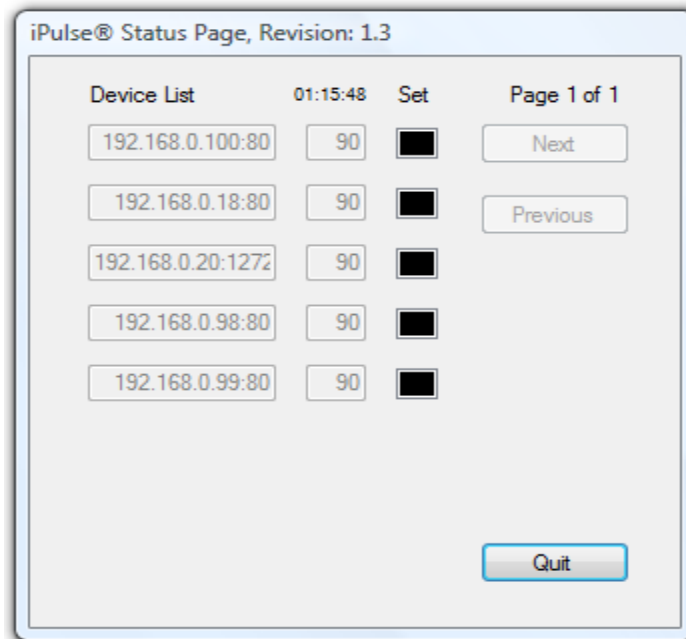 iPulse® Status Page, Revision: 1.3
Device List 01:15:48 Set Page 1 of 1
192.168.0.100:80 90 Next
192.168.0.18:80 90 Previous
192.168.0.20:1272 90
192.168.0.98:80 90
192.168.0.99:80 90
Quit